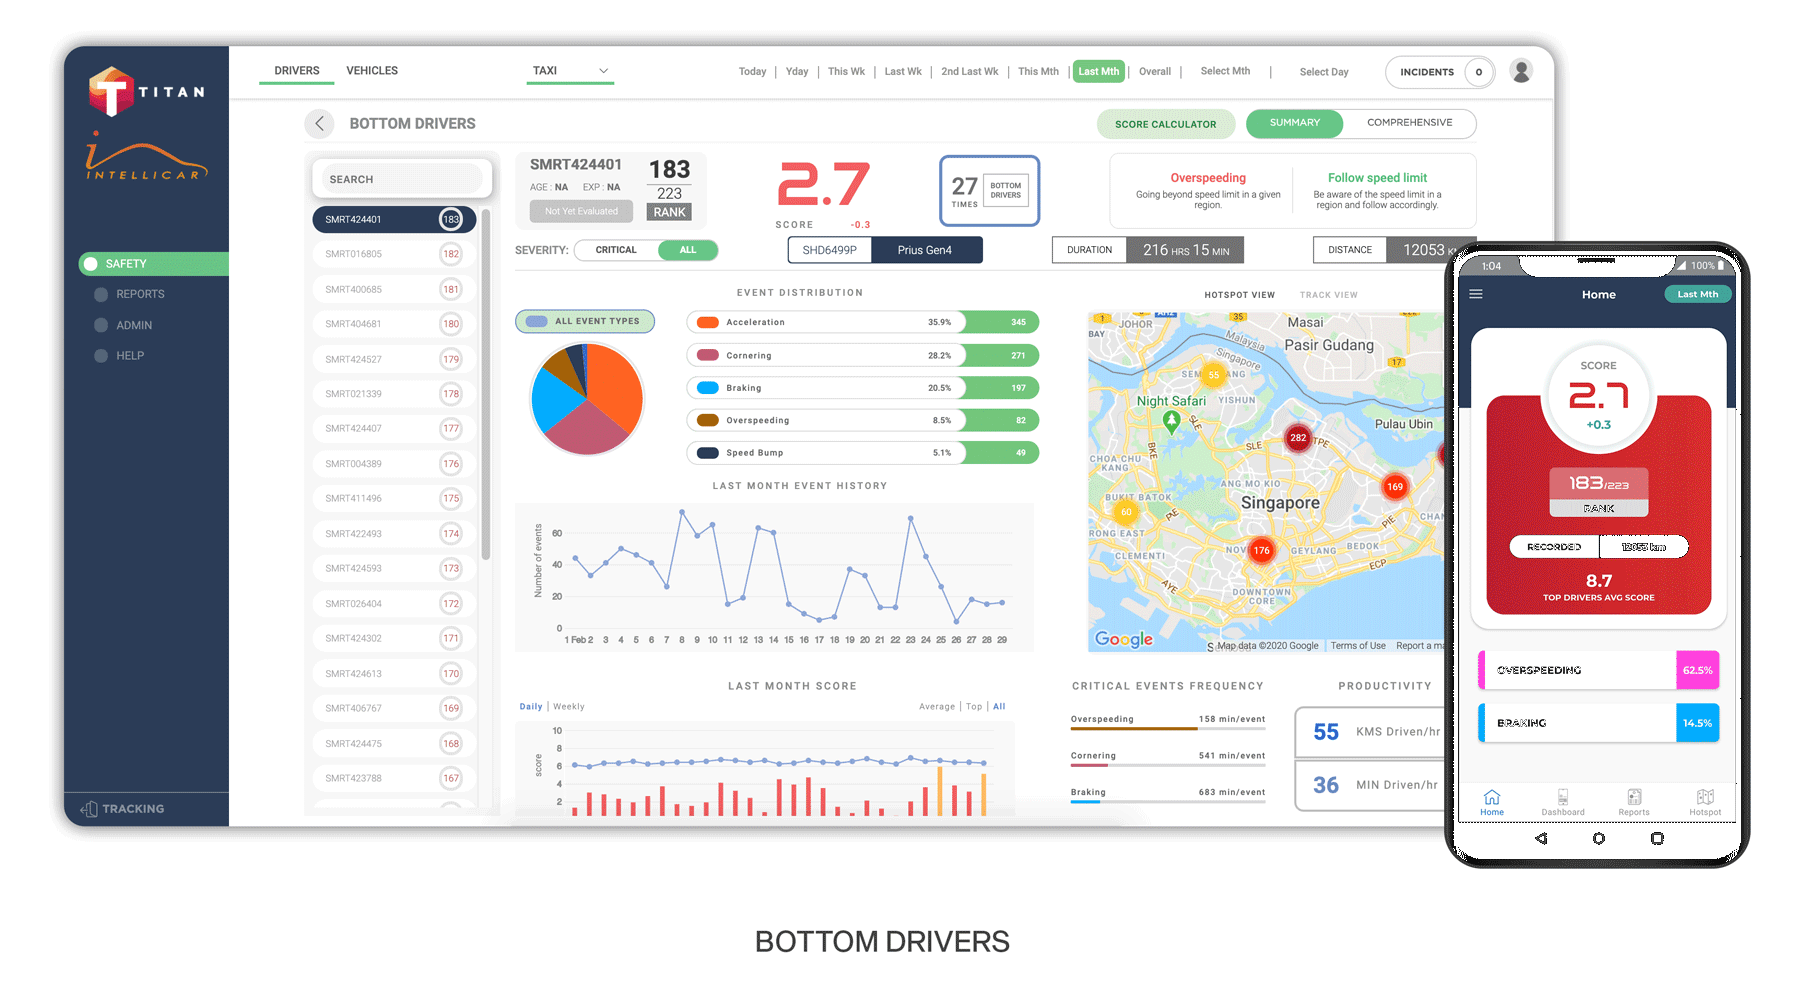 TITAN
INTELLICAR
SAFETY
REPORTS
ADMIN
HELP
TRACKING
DRIVERS VEHICLES TAXI Today | Yday | This Wk | Last Wk | 2nd Last Wk | This Mth | Last Mth | Overall | Select Mth | Select Day INCIDENTS 0
BOTTOM DRIVERS SCORE CALCULATOR SUMMARY COMPREHENSIVE
SEARCH
SMRT424401 183
SMRT016805 182
SMRT400685 181
SMRT404681 180
SMRT424527 179
SMRT021339 178
SMRT424407 177
SMRT004389 176
SMRT411496 175
SMRT422493 174
SMRT424593 173
SMRT026404 172
SMRT424302 171
SMRT424613 170
SMRT406767 169
SMRT424475 168
SMRT423788 167
SMRT424401
AGE : NA EXP : NA
Not Yet Evaluated
183
223
RANK
2.7
SCORE -0.3
27
TIMES
BOTTOM
DRIVERS
Overspeeding
Going beyond speed limit in a given
region.
Follow speed limit
Be aware of the speed limit in a
region and follow accordingly.
SEVERITY: CRITICAL ALL
SHD6499P Prius Gen4
DURATION 216 HRS 15 MIN
DISTANCE 12053
EVENT DISTRIBUTION
ALL EVENT TYPES
Acceleration 35.9% 345
Cornering 28.2% 271
Braking 20.5% 197
Overspeeding 8.5% 82
Speed Bump 5.1% 49
LAST MONTH EVENT HISTORY
Number of events
60
40
20
0
1 Feb 2 3 4 5 6 7 8 9 10 11 12 13 14 15 16 17 18 19 20 21 22 23 24 25 26 27 28 29
HOTSPOT VIEW TRACK VIEW
1
35
BAY
JOHOR
Masai
Pasir Gudang
17
Malaysia
Singapore
55
YISHUN
Night Safari
SLE
Pulau Ubin
282
TPE
SLE
BKE
CHOA CHU
KANG
ANG MO KIO
169
BUKIT BATOK
Singapore
60
PIE
PIE
CHAN
RONG EAST
CLEMENTI
176
GEYLANG
BEDOK
ECP
AYE
DOWNTOWN
CORE
Google
Map data ©2020 Google Terms of Use Report a ma
LAST MONTH SCORE
Daily | Weekly Average | Top | All
score
10
8
6
4
2
CRITICAL EVENTS FREQUENCY
Overspeeding 158 min/event
Cornering 541 min/event
Braking 683 min/event
PRODUCTIVITY
55 KMS Driven/hr
36 MIN Driven/hr
1:04 100%
Home Last Mth
SCORE
2.7
+0.3
183/223
RANK
RECORDED 12053 km
8.7
TOP DRIVERS AVG SCORE
OVERSPEEDING 62.5%
BRAKING 14.5%
Home Dashboard Reports Hotspot
BOTTOM DRIVERS